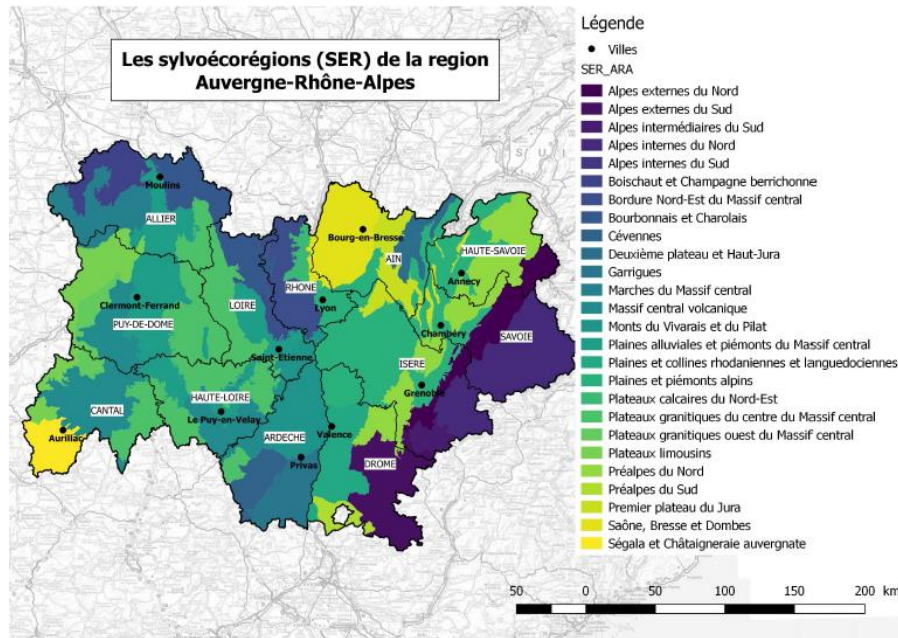 Les sylvoécorégions (SER) de la region
Auvergne-Rhône-Alpes
Moulins
ALLIER
Bourg-en-Bresse
AIN
HAUTE-SAVOIE
Annecy
Clermont-Ferrand
PUY-DE-DOME
LOIRE
RHONE
Lyon
Chambéry
SAVOIE
Saint-Etienne
ISERE
Grenoble
HAUTE-LOIRE
CANTAL
Le Puy-en-Velay
Aurillac
ARDECHE
Valence
Privas
DROME
Légende
Villes
SER_ARA
Alpes externes du Nord
Alpes externes du Sud
Alpes intermédiaires du Sud
Alpes internes du Nord
Alpes internes du Sud
Boischaut et Champagne berrichonne
Bordure Nord-Est du Massif central
Bourbonnais et Charolais
Cévennes
Deuxième plateau et Haut-Jura
Garrigues
Marches du Massif central
Massif central volcanique
Monts du Vivarais et du Pilat
Plaines alluviales et piémonts du Massif central
Plaines et collines rhodaniennes et languedociennes
Plaines et piémonts alpins
Plateaux calcaires du Nord-Est
Plateaux granitiques du centre du Massif central
Plateaux granitiques ouest du Massif central
Plateaux limousins
Préalpes du Nord
Préalpes du Sud
Premier plateau du Jura
Saône, Bresse et Dombes
Ségala et Châtaigneraie auvergnate
50 0 50 100 150 200 km